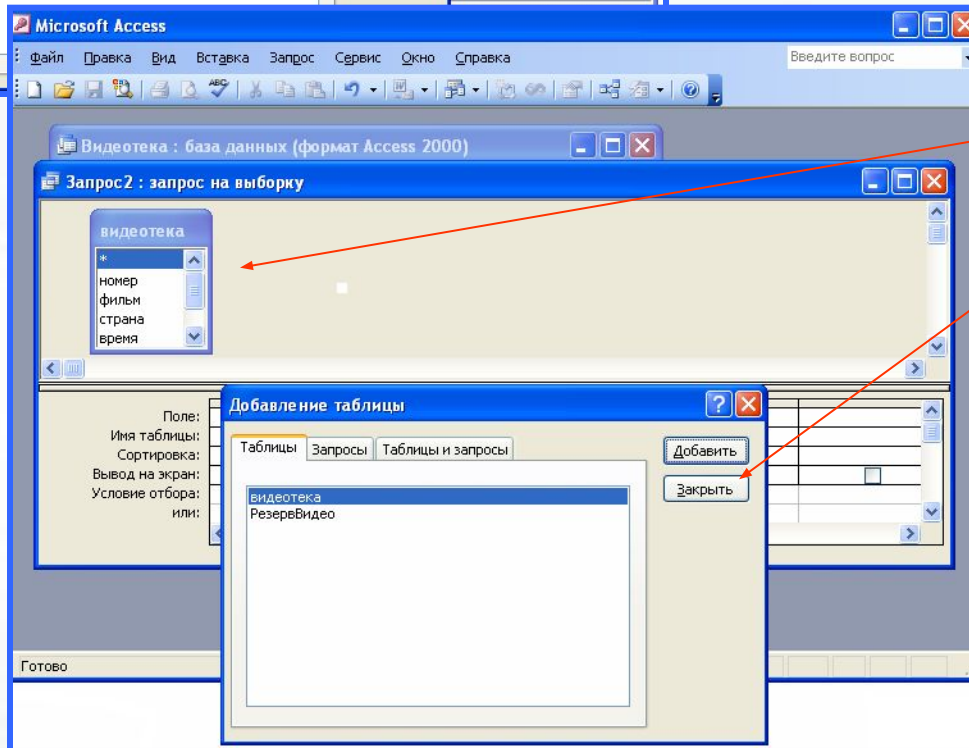 Microsoft Access
Файл Правка Вид Вставка Запрос Сервис Окно Справка
Введите вопрос
Видеотека : база данных (формат Access 2000)
Запрос2 : запрос на выборку
видеотека
*
номер
фильм
страна
время
Поле:
Имя таблицы:
Сортировка:
Вывод на экран:
Условие отбора:
или:
Добавление таблицы
Таблицы Запросы Таблицы и запросы
Добавить
Закрыть
видеотека
РезервВидео
Готово